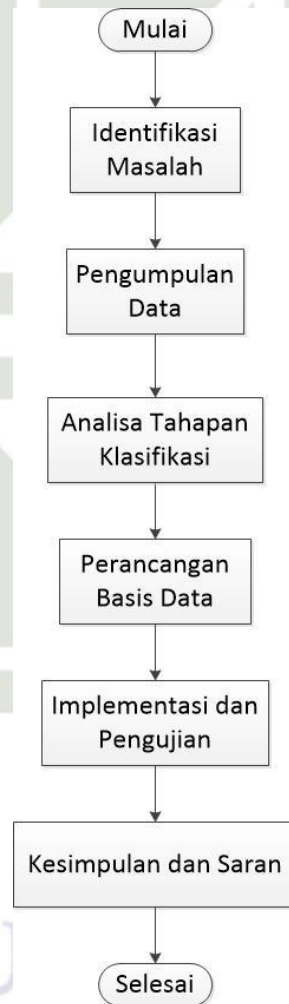 Mulai
Identifikasi
Masalah
Pengumpulan
Data
Analisa Tahapan
Klasifikasi
Perancangan
Basis Data
Implementasi dan
Pengujian
Kesimpulan dan Saran
Selesai